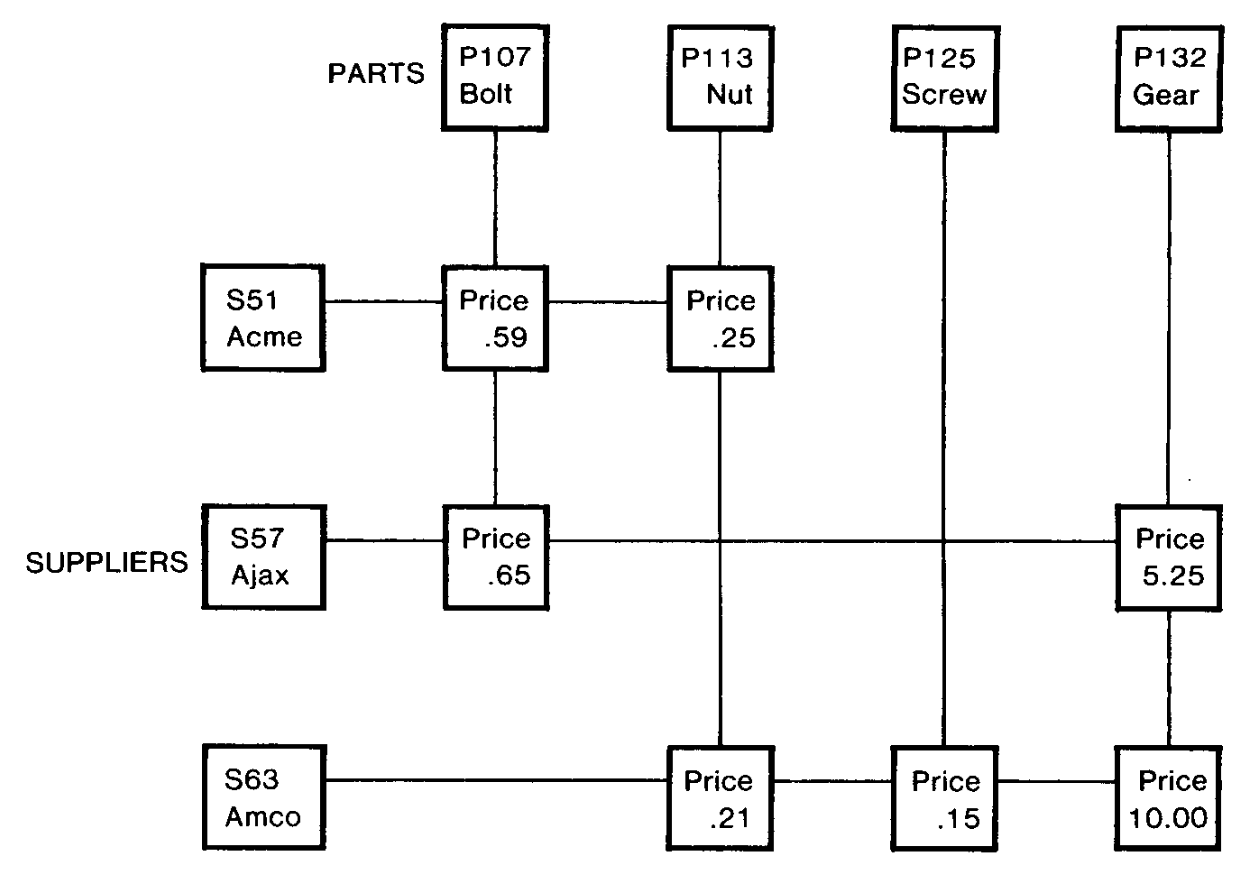 PARTS
P107
Bolt
P113
Nut
P125
Screw
P132
Gear
S51
Acme
Price
.59
Price
.25
SUPPLIERS
S57
Ajax
Price
.65
Price
5.25
S63
Amco
Price
.21
Price
.15
Price
10.00